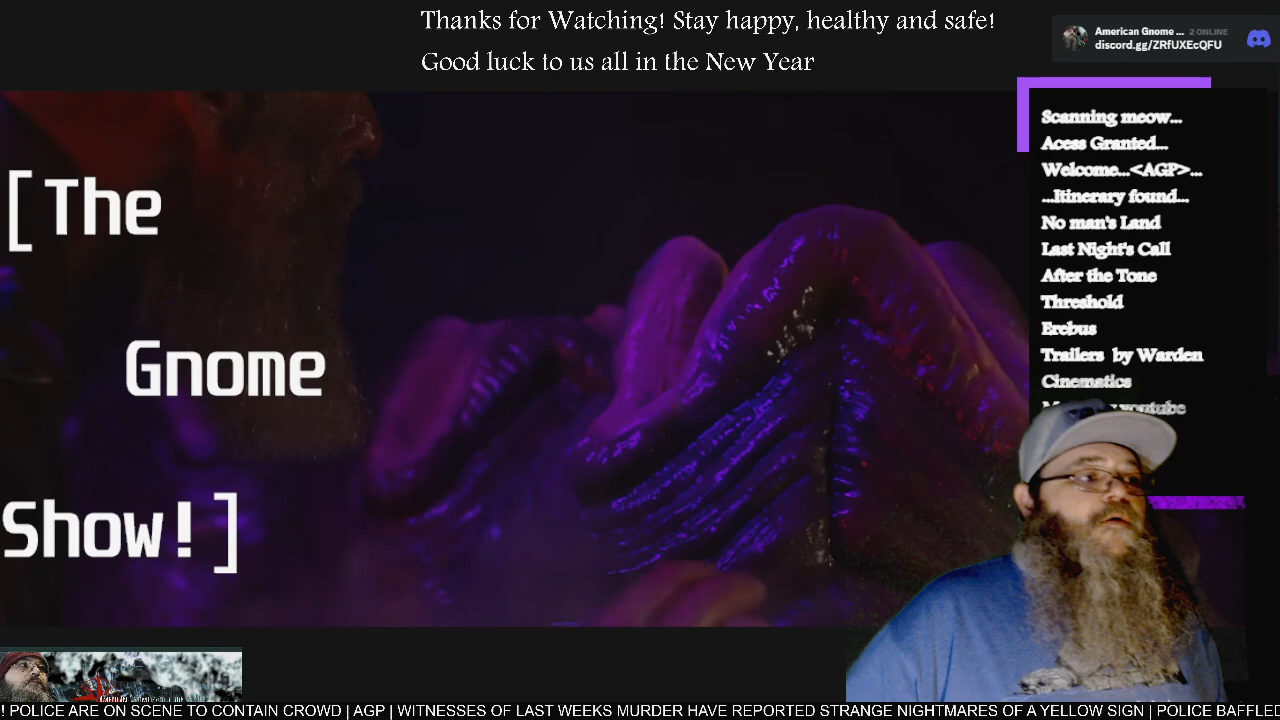 Thanks for Watching! Stay happy, healthy and safe!
Good luck to us all in the New Year
American Gnome ... 2 ONLINE
discord.gg/ZRfUXEcQFU
[The
Gnome
Show!]
Scanning meow...
Acess Granted...
Welcome...<AGP>...
...Itinerary found...
No man's Land
Last Night's Call
After the Tone
Threshold
Erebus
Trailers by Warden
Cinematics
youtube
! POLICE ARE ON SCENE TO CONTAIN CROWD | AGP | WITNESSES OF LAST WEEKS MURDER HAVE REPORTED STRANGE NIGHTMARES OF A YELLOW SIGN | POLICE BAFFLED